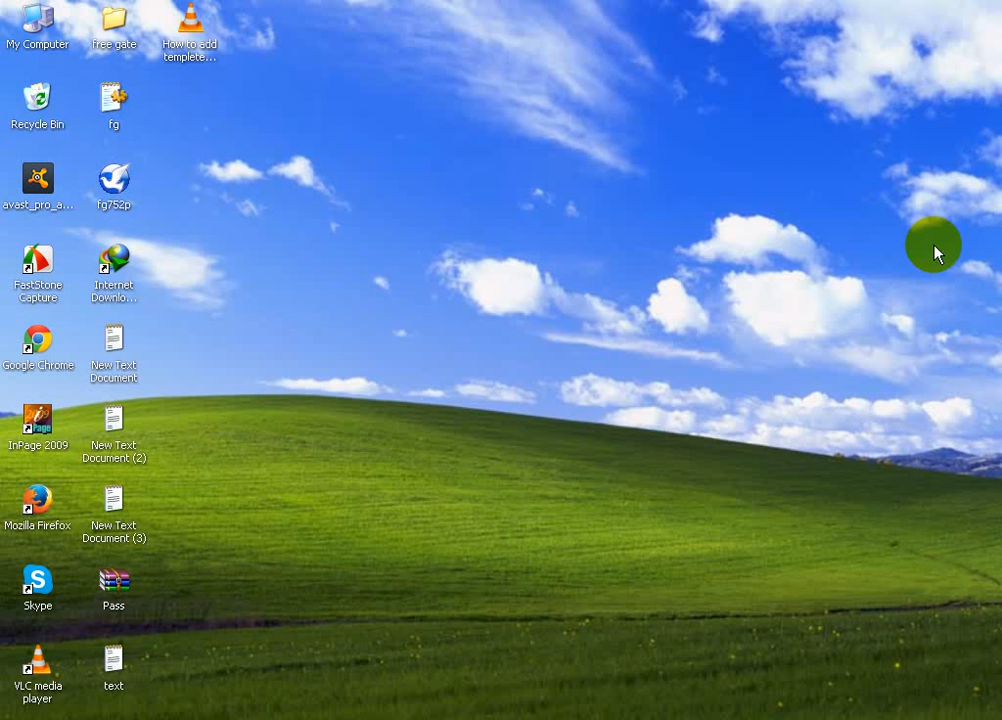 My Computer
free gate
How to add
templete...
Recycle Bin
fg
avast_pro_a...
fg752p
FastStone
Capture
Internet
Downlo...
Google Chrome
New Text
Document
InPage 2009
New Text
Document (2)
Mozilla Firefox
New Text
Document (3)
Skype
Pass
VLC media
player
text